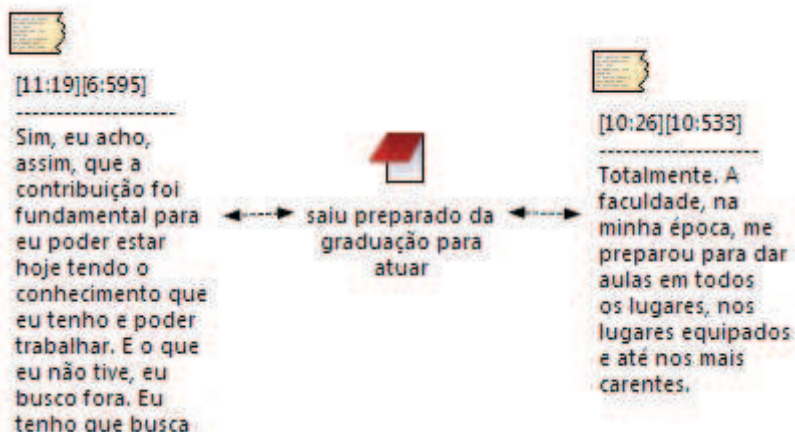 [11:19][6:595]
--------------------
Sim, eu acho,
assim, que a
contribuição foi
fundamental para
eu poder estar
hoje tendo o
conhecimento que
eu tenho e poder
trabalhar. E o que
eu não tive, eu
busco fora. Eu
tenho que busca
saiu preparado da
graduação para
atuar
[10:26][10:533]
--------------------
Totalmente. A
faculdade, na
minha época, me
preparou para dar
aulas em todos
os lugares, nos
lugares equipados
e até nos mais
carentes.